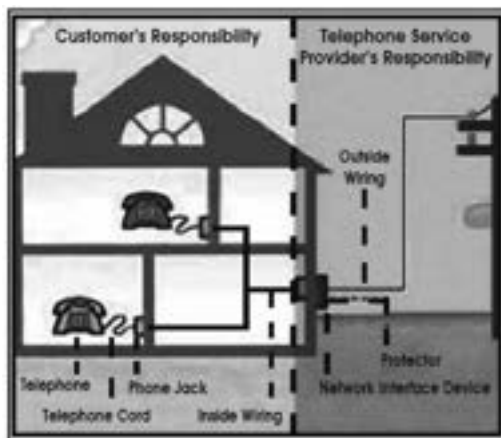 Customer's Responsibility
Telephone Service
Provider's Responsibility
Outside
Wiring
Protector
Telephone
Phone Jack
Network Interface Device
Telephone Cord
Inside Wiring